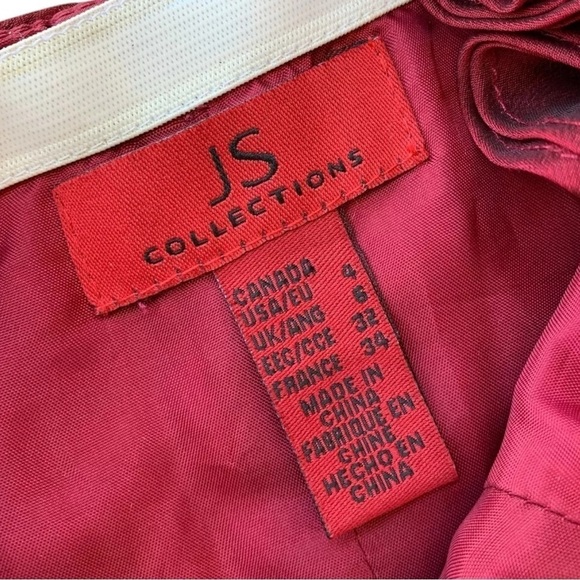 JS
COLLECTIONS
CANADA 4
USA/EU
UK/ANG 6
EEC/CCE 32
FRANCE 34
MADE IN
CHINA
FABRIQUE EN
CHINE
HECHO EN
CHINA